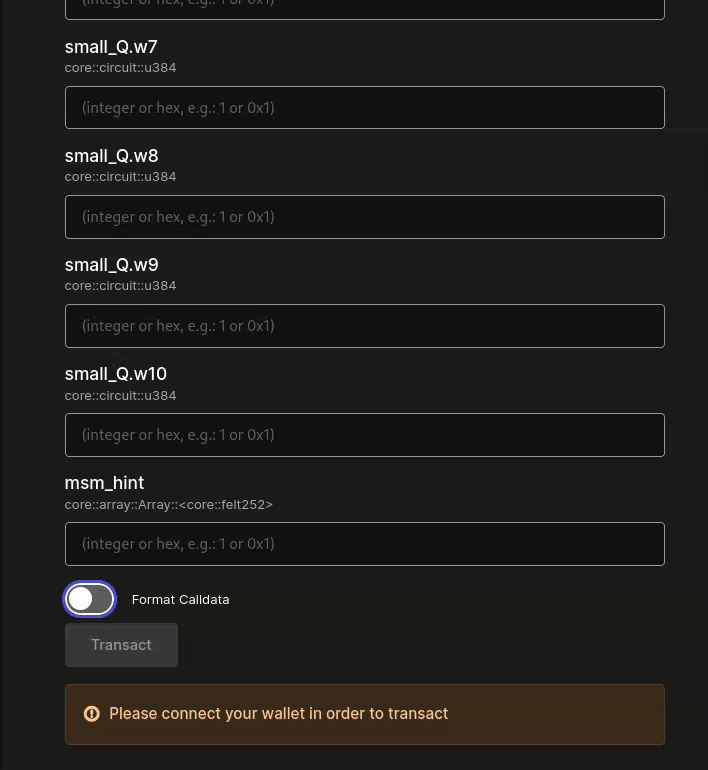 (integer or hex, e.g.: 1 or 0x1)
small_Q.w7
core::circuit::u384
(integer or hex, e.g.: 1 or 0x1)
small_Q.w8
core::circuit::u384
(integer or hex, e.g.: 1 or 0x1)
small_Q.w9
core::circuit::u384
(integer or hex, e.g.: 1 or 0x1)
small_Q.w10
core::circuit::u384
(integer or hex, e.g.: 1 or 0x1)
msm_hint
core::array::Array::<core::felt252>
(integer or hex, e.g.: 1 or 0x1)
Format Calldata
Transact
Please connect your wallet in order to transact